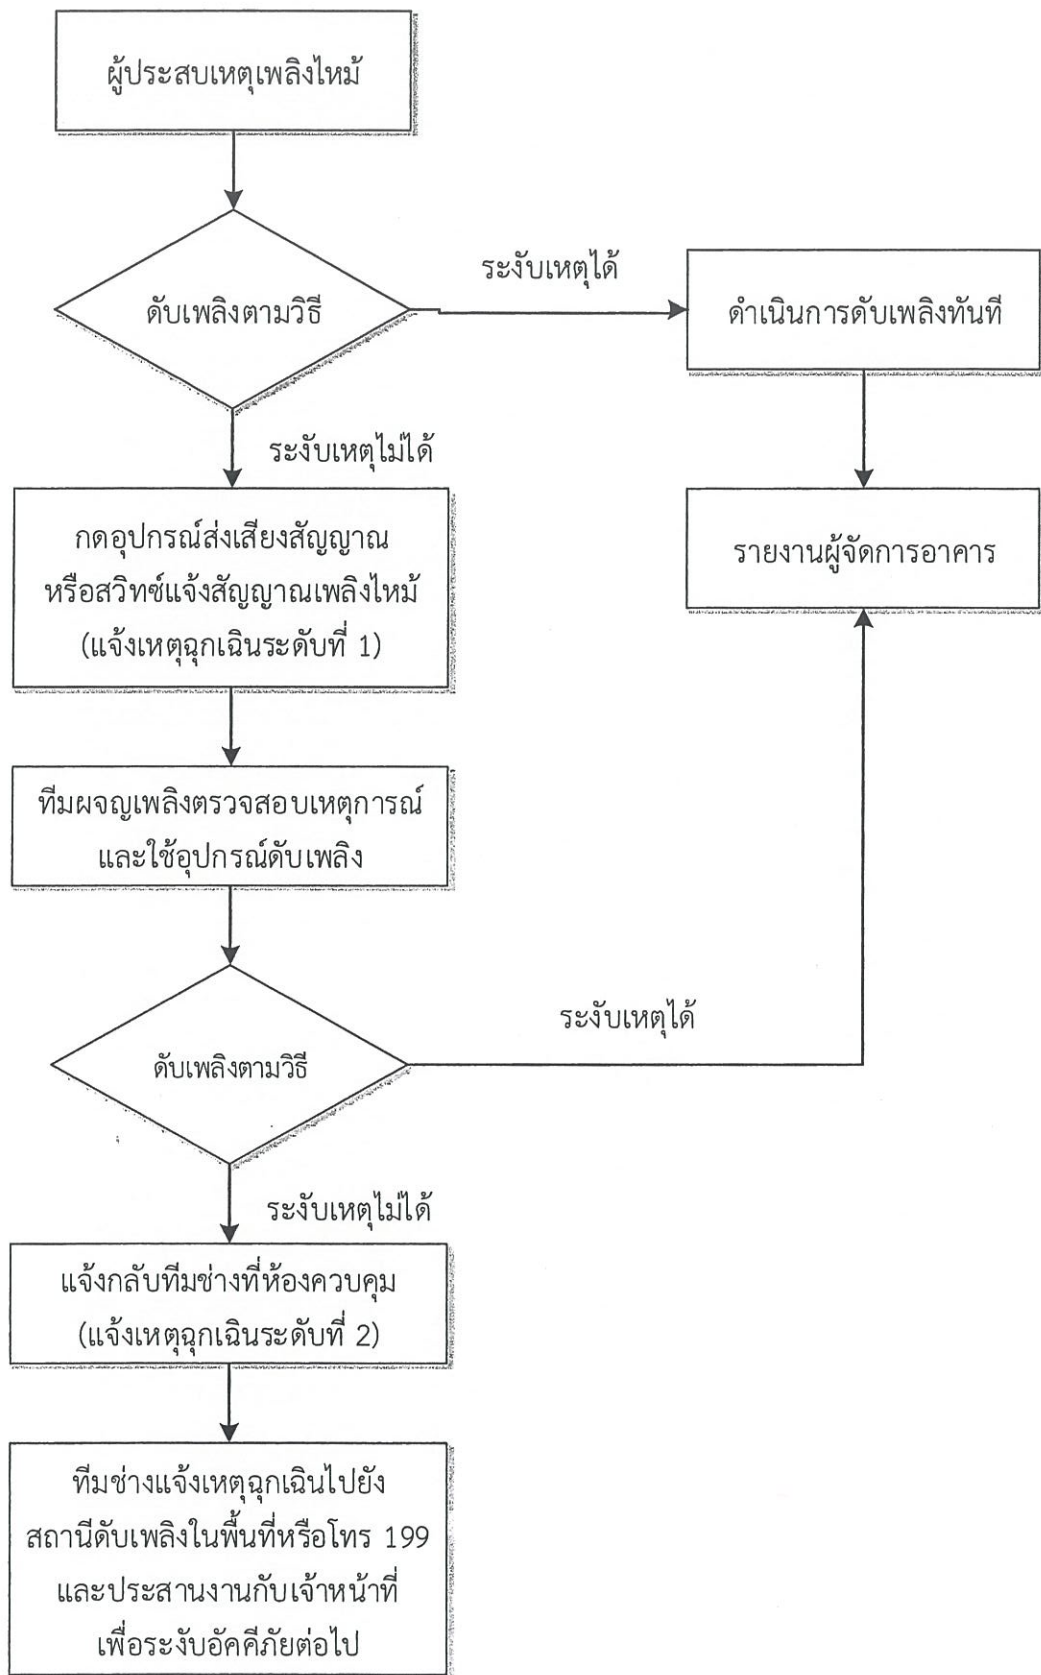 ผู้ประสบเหตุเพลิงไหม้
ดับเพลิงตามวิธี
ระงับเหตุได้
ดำเนินการดับเพลิงทันที
ระงับเหตุไม่ได้
กดอุปกรณ์ส่งเสียงสัญญาณ
หรือสวิทซ์แจ้งสัญญาณเพลิงไหม้
(แจ้งเหตุฉุกเฉินระดับที่ 1)
รายงานผู้จัดการอาคาร
ทีมผจญเพลิงตรวจสอบเหตุการณ์
และใช้อุปกรณ์ดับเพลิง
ดับเพลิงตามวิธี
ระงับเหตุได้
ระงับเหตุไม่ได้
แจ้งกลับทีมช่างที่ห้องควบคุม
(แจ้งเหตุฉุกเฉินระดับที่ 2)
ทีมช่างแจ้งเหตุฉุกเฉินไปยัง
สถานีดับเพลิงในพื้นที่หรือโทร 199
และประสานงานกับเจ้าหน้าที่
เพื่อระงับอัคคีภัยต่อไป